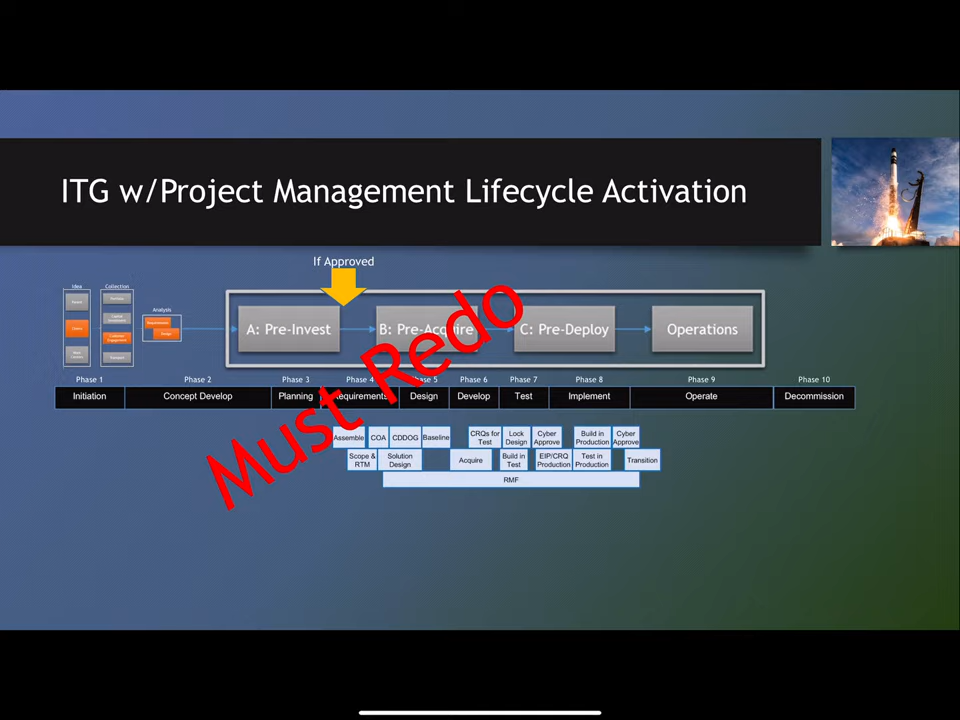 ITG w/Project Management Lifecycle Activation
If Approved
Idea
Collection
Analysis
A: Pre-Invest
B: Pre-Acquire
C: Pre-Deploy
Operations
Must Redo
Phase 1
Phase 2
Phase 3
Phase 4
Phase 5
Phase 6
Phase 7
Phase 8
Phase 9
Phase 10
Initiation
Concept Develop
Planning
Requirements
Design
Develop
Test
Implement
Operate
Decommission
Assemble
COA
CDDOG
Baseline
CRQs for
Test
Lock
Design
Cyber
Approve
Build in
Production
Cyber
Approve
Scope &
RTM
Solution
Design
Acquire
Build in
Test
EIP/CRQ
Production
Test in
Production
Transition
RMF